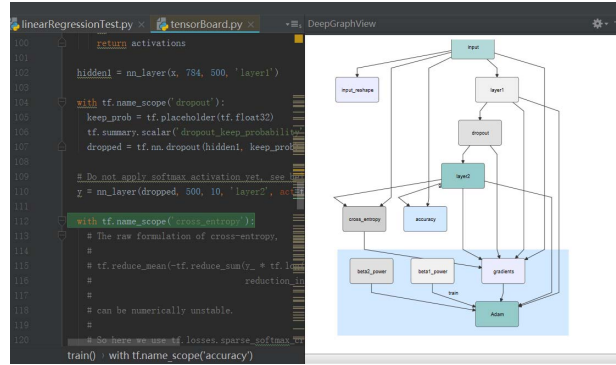 linearRegressionTest.py × tensorBoard.py × DeepGraphView
100 return activations
101
102 hidden1 = nn_layer(x, 784, 500, 'layer1')
103
104 with tf.name_scope('dropout'):
105 keep_prob = tf.placeholder(tf.float32)
106 tf.summary.scalar('dropout_keep_probability'
107 dropped = tf.nn.dropout(hidden1, keep_prob
108
109 # Do not apply softmax activation yet, see
110 y = nn_layer(dropped, 500, 10, 'layer2',
111
112 with tf.name_scope('cross_entropy'):
113 # The raw formulation of cross-entropy,
114 #
115 # tf.reduce_mean(-tf.reduce_sum(y_ * tf.
116 #
117 #
118 # can be numerically unstable.
119 #
120 # So here we use tf.losses.sparse_softmax
train() with tf.name_scope('accuracy')
input
input_reshape
layer1
dropout
layer2
cross_entropy accuracy
beta2_power beta1_power gradients
train
Adam